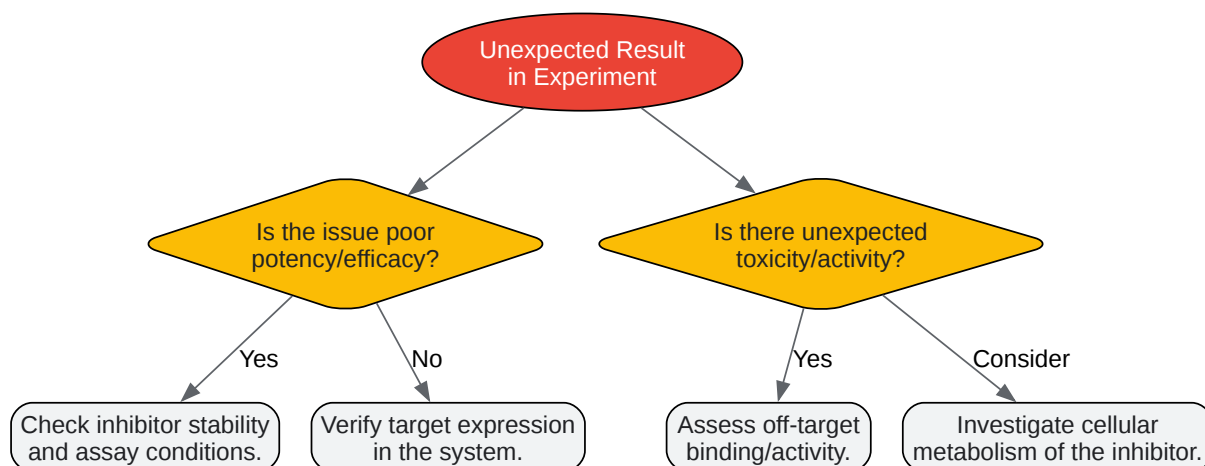 Unexpected Result
in Experiment
Is the issue poor
potency/efficacy?
Is there unexpected
toxicity/activity?
Yes
No
Yes
Consider
Check inhibitor stability
and assay conditions.
Verify target expression
in the system.
Assess off-target
binding/activity.
Investigate cellular
metabolism of the inhibitor.